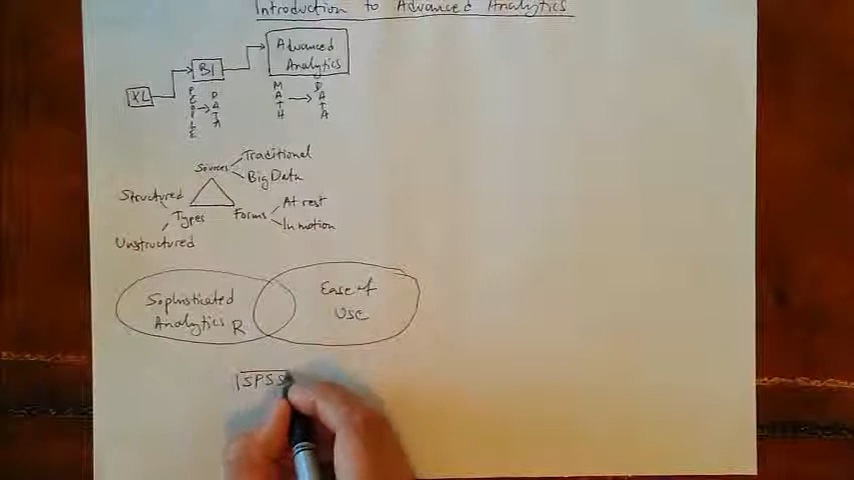 Introduction to Advanced Analytics
XL
BI
Advanced
Analytics
PEOPLE
DATA
MATH
DATA
Sources
Traditional
Big Data
Structured
Types
Unstructured
Forms
At rest
In motion
Sophisticated
Analytics R
Ease of
Use
SPSS